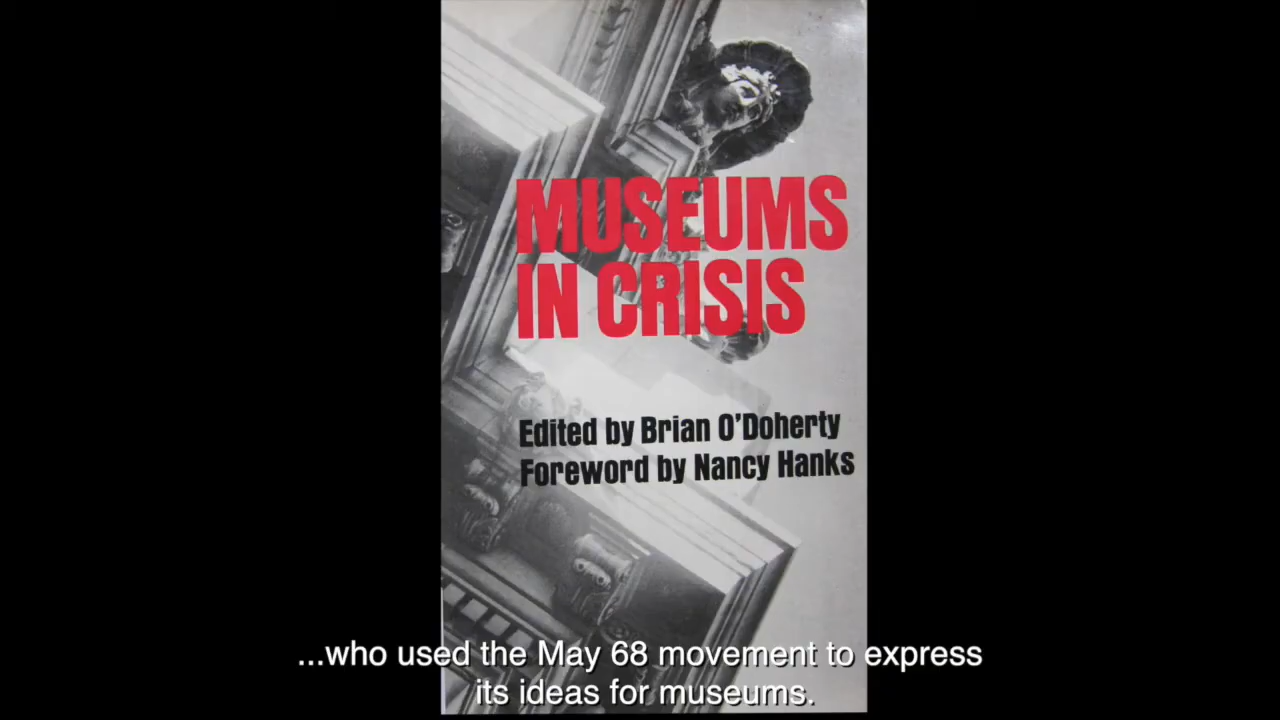 MUSEUMS
IN CRISIS
Edited by Brian O'Doherty
Foreword by Nancy Hanks
...who used the May 68 movement to express
its ideas for museums.